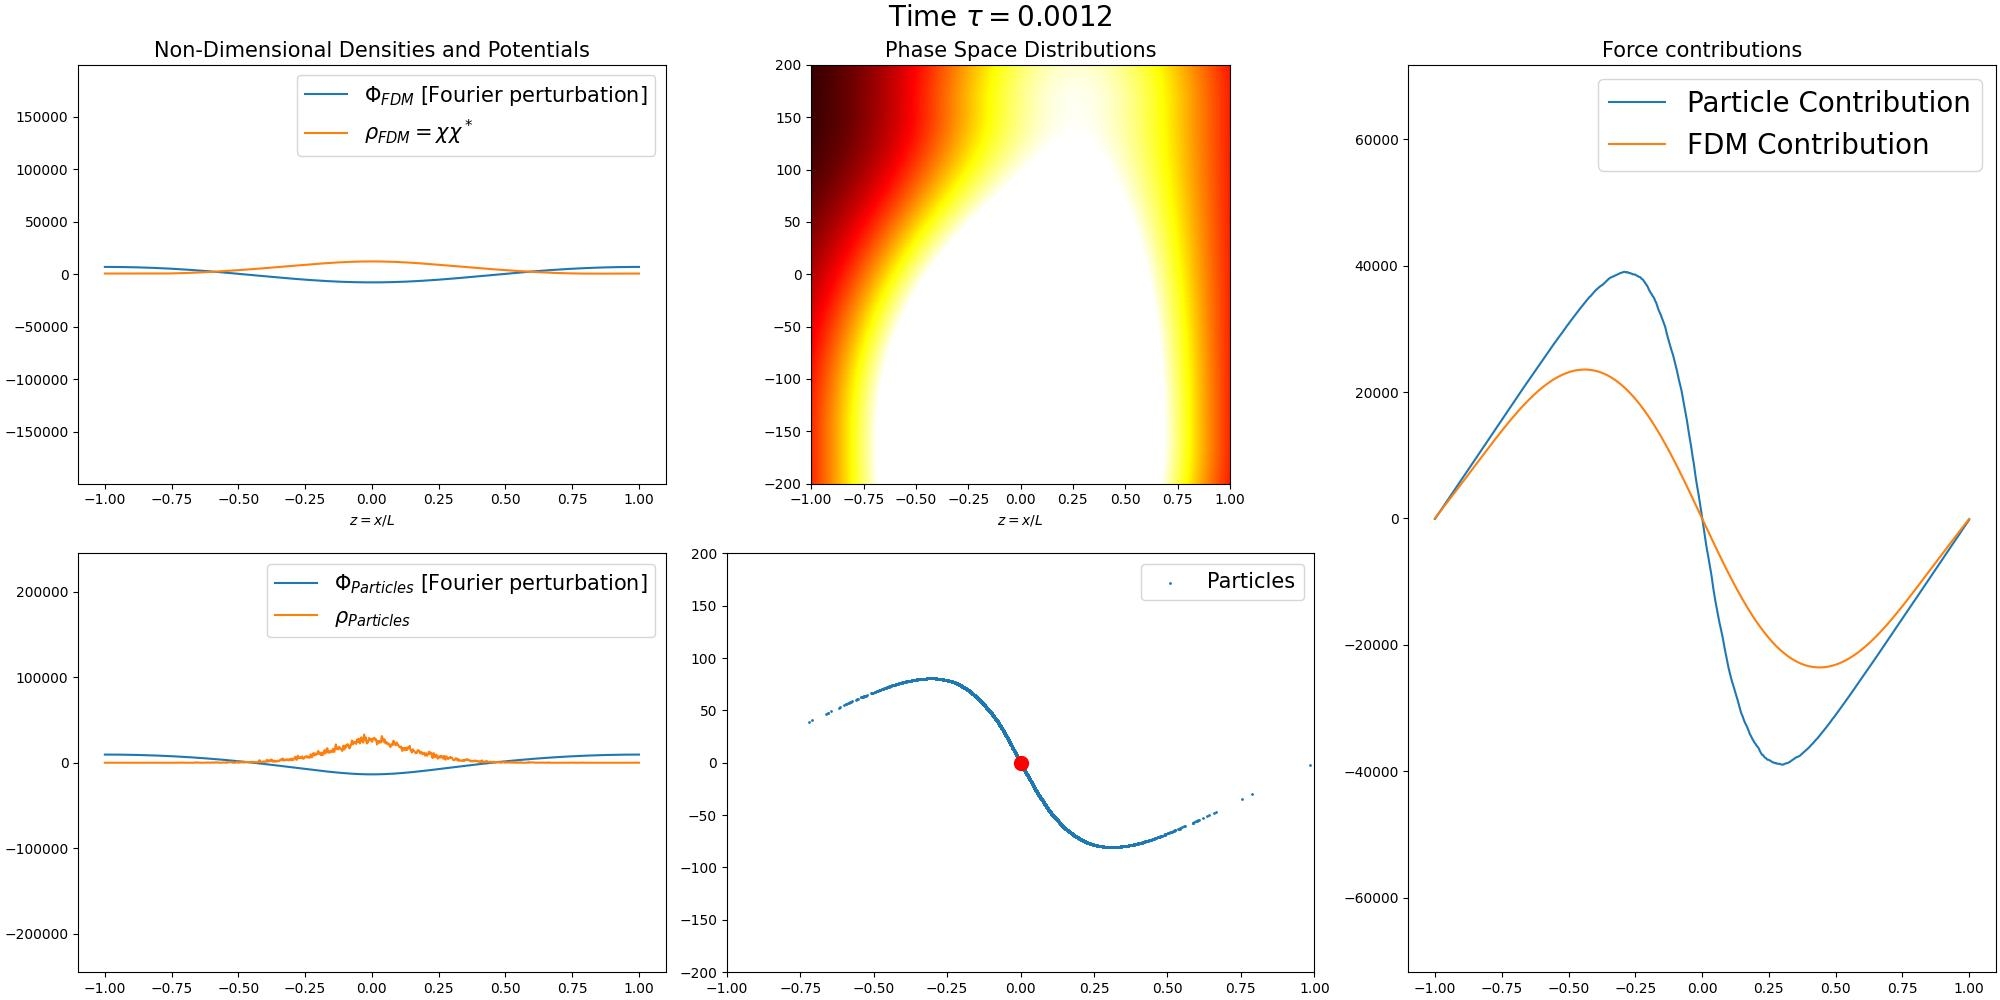 Time τ = 0.0012
Non-Dimensional Densities and Potentials
Φ_FDM [Fourier perturbation]
ρ_FDM = χχ*
150000
100000
50000
0
−50000
−100000
−150000
−1.00 −0.75 −0.50 −0.25 0.00 0.25 0.50 0.75 1.00
z = x/L
Phase Space Distributions
200
150
100
50
0
−50
−100
−150
−200
−1.00 −0.75 −0.50 −0.25 0.00 0.25 0.50 0.75 1.00
z = x/L
Force contributions
Particle Contribution
FDM Contribution
60000
40000
20000
0
−20000
−40000
−60000
−1.00 −0.75 −0.50 −0.25 0.00 0.25 0.50 0.75 1.00
Φ_Particles [Fourier perturbation]
ρ_Particles
200000
100000
0
−100000
−200000
−1.00 −0.75 −0.50 −0.25 0.00 0.25 0.50 0.75 1.00
Particles
200
150
100
50
0
−50
−100
−150
−200
−1.00 −0.75 −0.50 −0.25 0.00 0.25 0.50 0.75 1.00